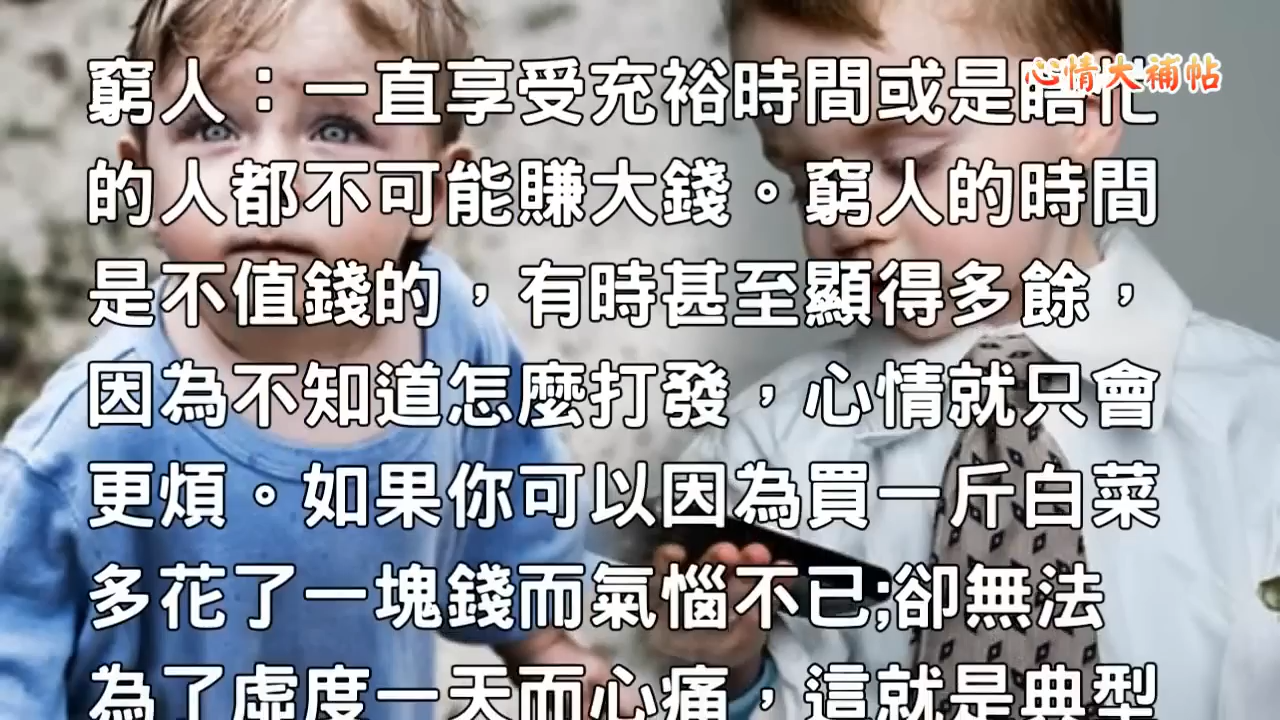 心情大補帖
窮人：一直享受充裕時間或是瞎忙
的人都不可能賺大錢。窮人的時間
是不值錢的，有時甚至顯得多餘，
因為不知道怎麼打發，心情就只會
更煩。如果你可以因為買一斤白菜
多花了一塊錢而氣惱不已;卻無法
為了虛度一天而心痛，這就是典型